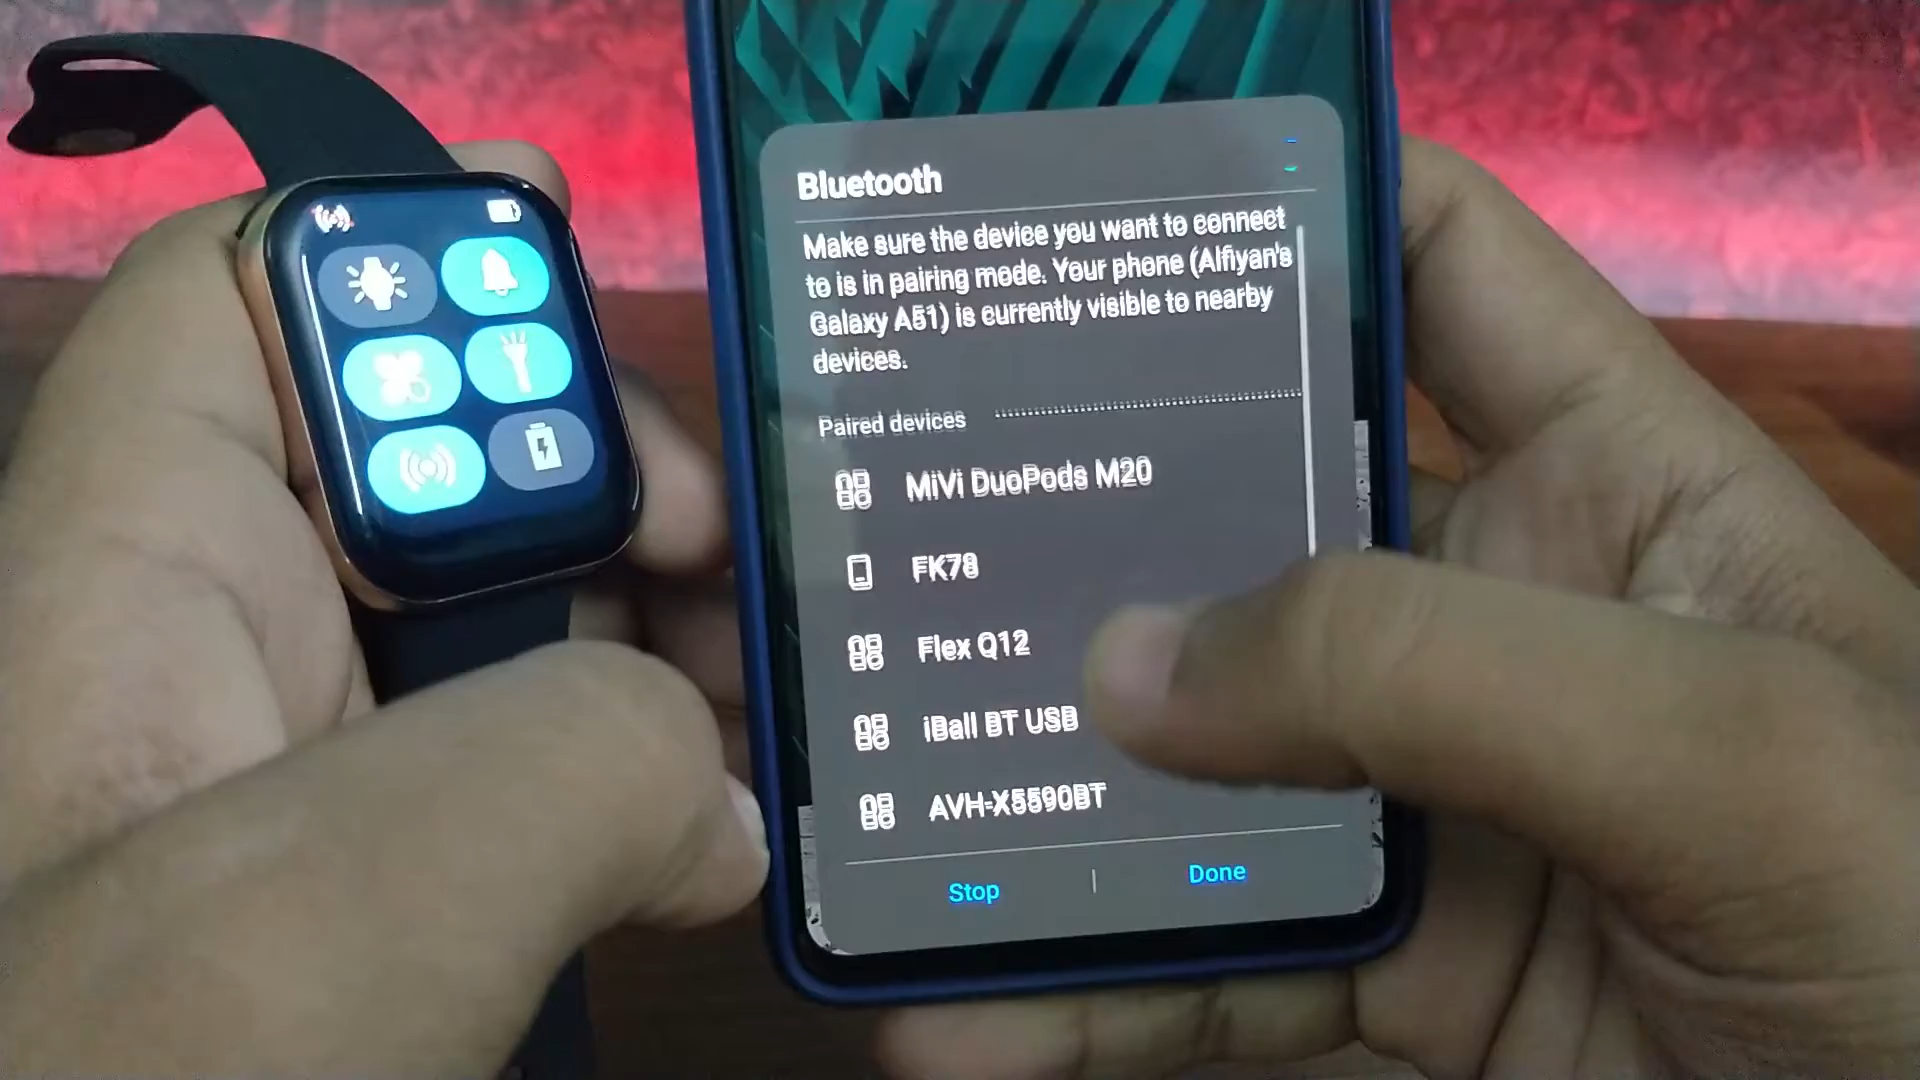 Bluetooth
Make sure the device you want to connect
to is in pairing mode. Your phone (Alfiyan's
Galaxy A51) is currently visible to nearby
devices.
Paired devices
MiVi DuoPods M20
FK78
Flex Q12
iBall BT USB
AVH-X5590BT
Stop
Done